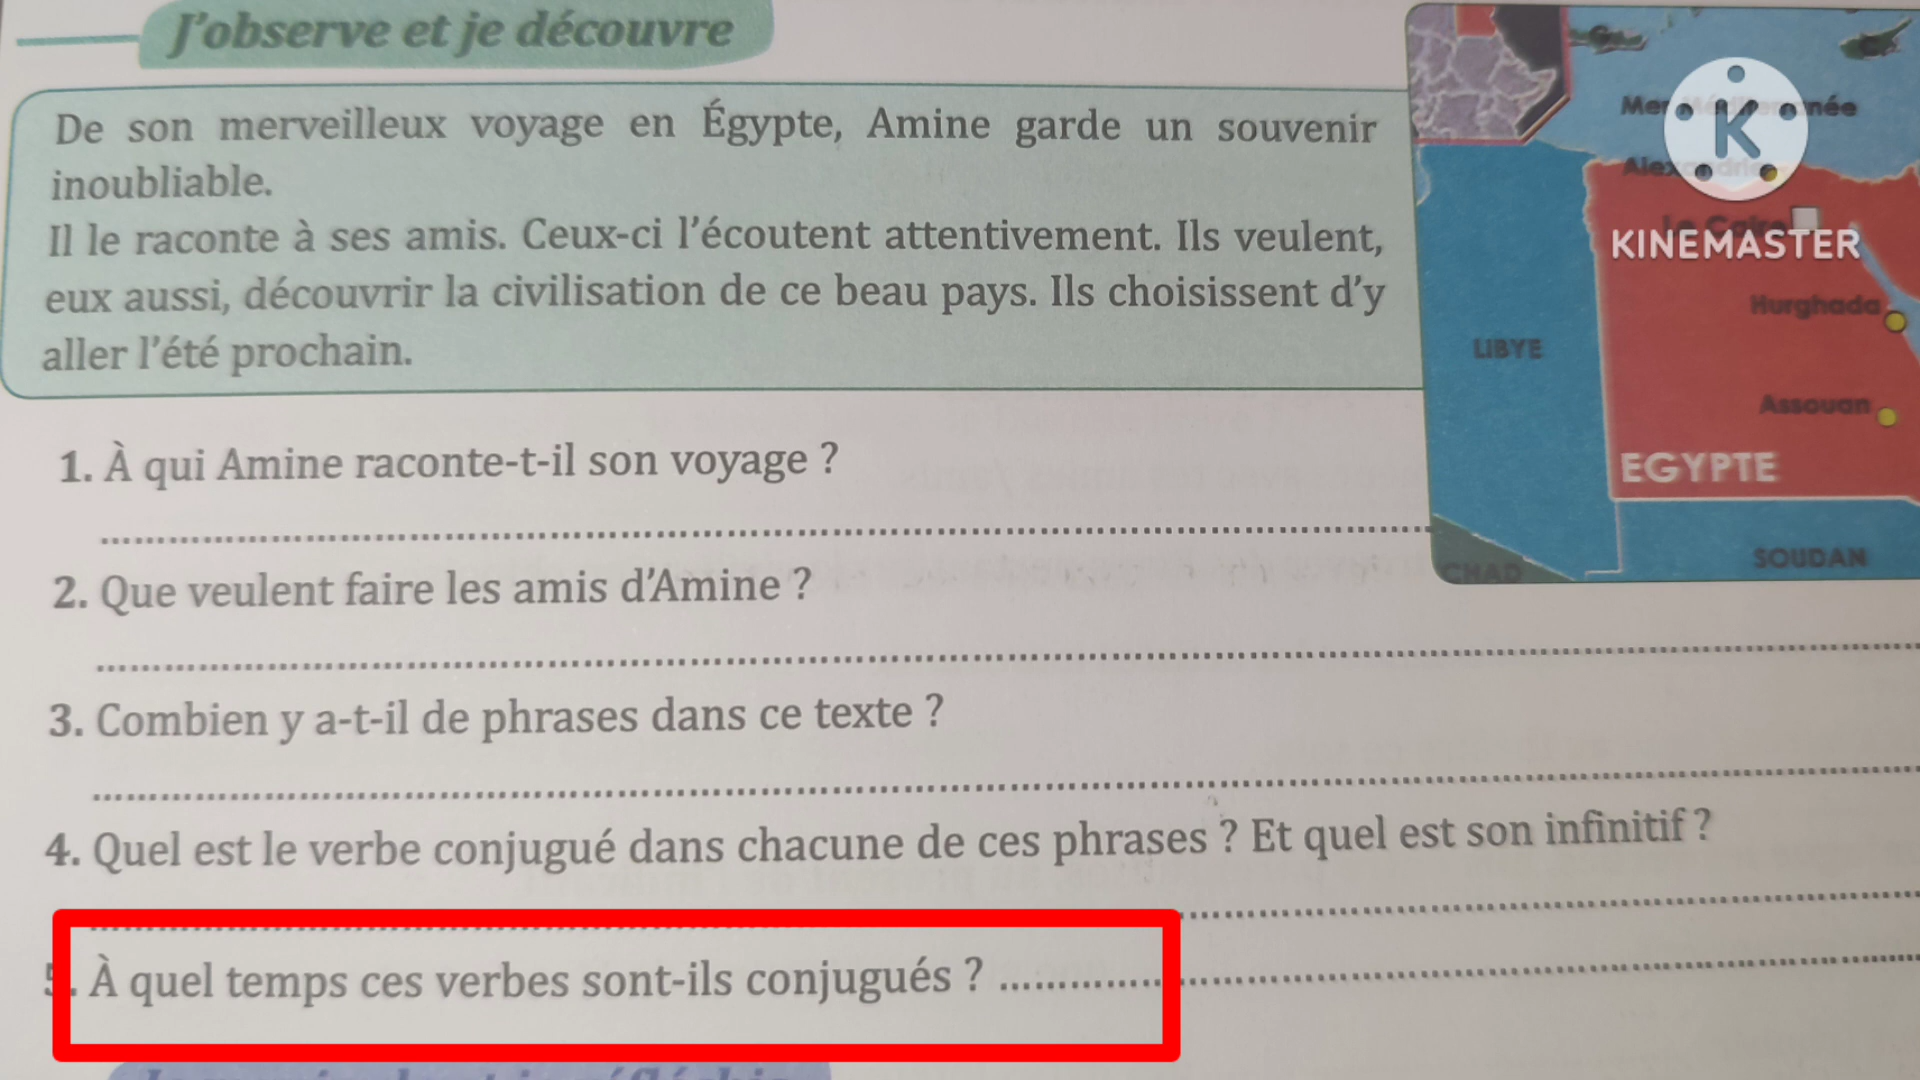 J'observe et je découvre
De son merveilleux voyage en Égypte, Amine garde un souvenir
inoubliable.
Il le raconte à ses amis. Ceux-ci l'écoutent attentivement. Ils veulent,
eux aussi, découvrir la civilisation de ce beau pays. Ils choisissent d'y
aller l'été prochain.
KINEMASTER
Hurghada
LIBYE
Assouan
EGYPTE
SOUDAN
CHAD
1. À qui Amine raconte-t-il son voyage ?
2. Que veulent faire les amis d'Amine ?
3. Combien y a-t-il de phrases dans ce texte ?
4. Quel est le verbe conjugué dans chacune de ces phrases ? Et quel est son infinitif ?
5. À quel temps ces verbes sont-ils conjugués ?